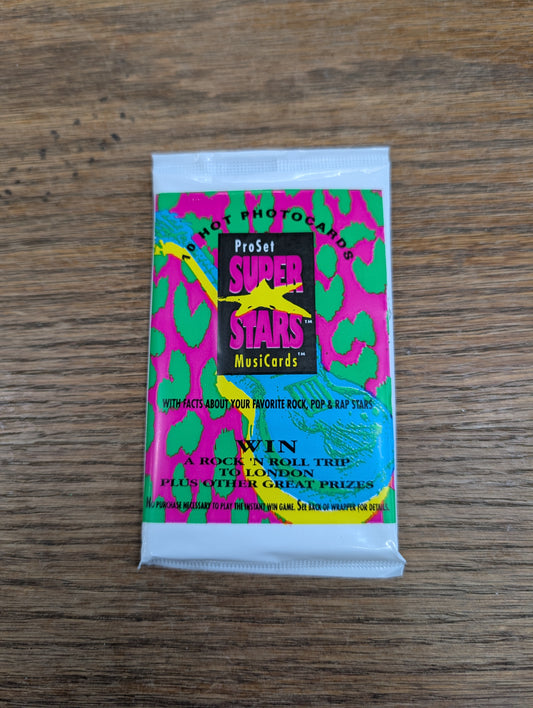 10 HOT PHOTOCARDS
ProSet
SUPER
STARS™
MusiCards™
WITH FACTS ABOUT YOUR FAVORITE ROCK, POP & RAP STARS
WIN
A ROCK 'N ROLL TRIP
TO LONDON
PLUS OTHER GREAT PRIZES
NO PURCHASE NECESSARY TO PLAY THE INSTANT WIN GAME. SEE BACK OF WRAPPER FOR DETAILS.